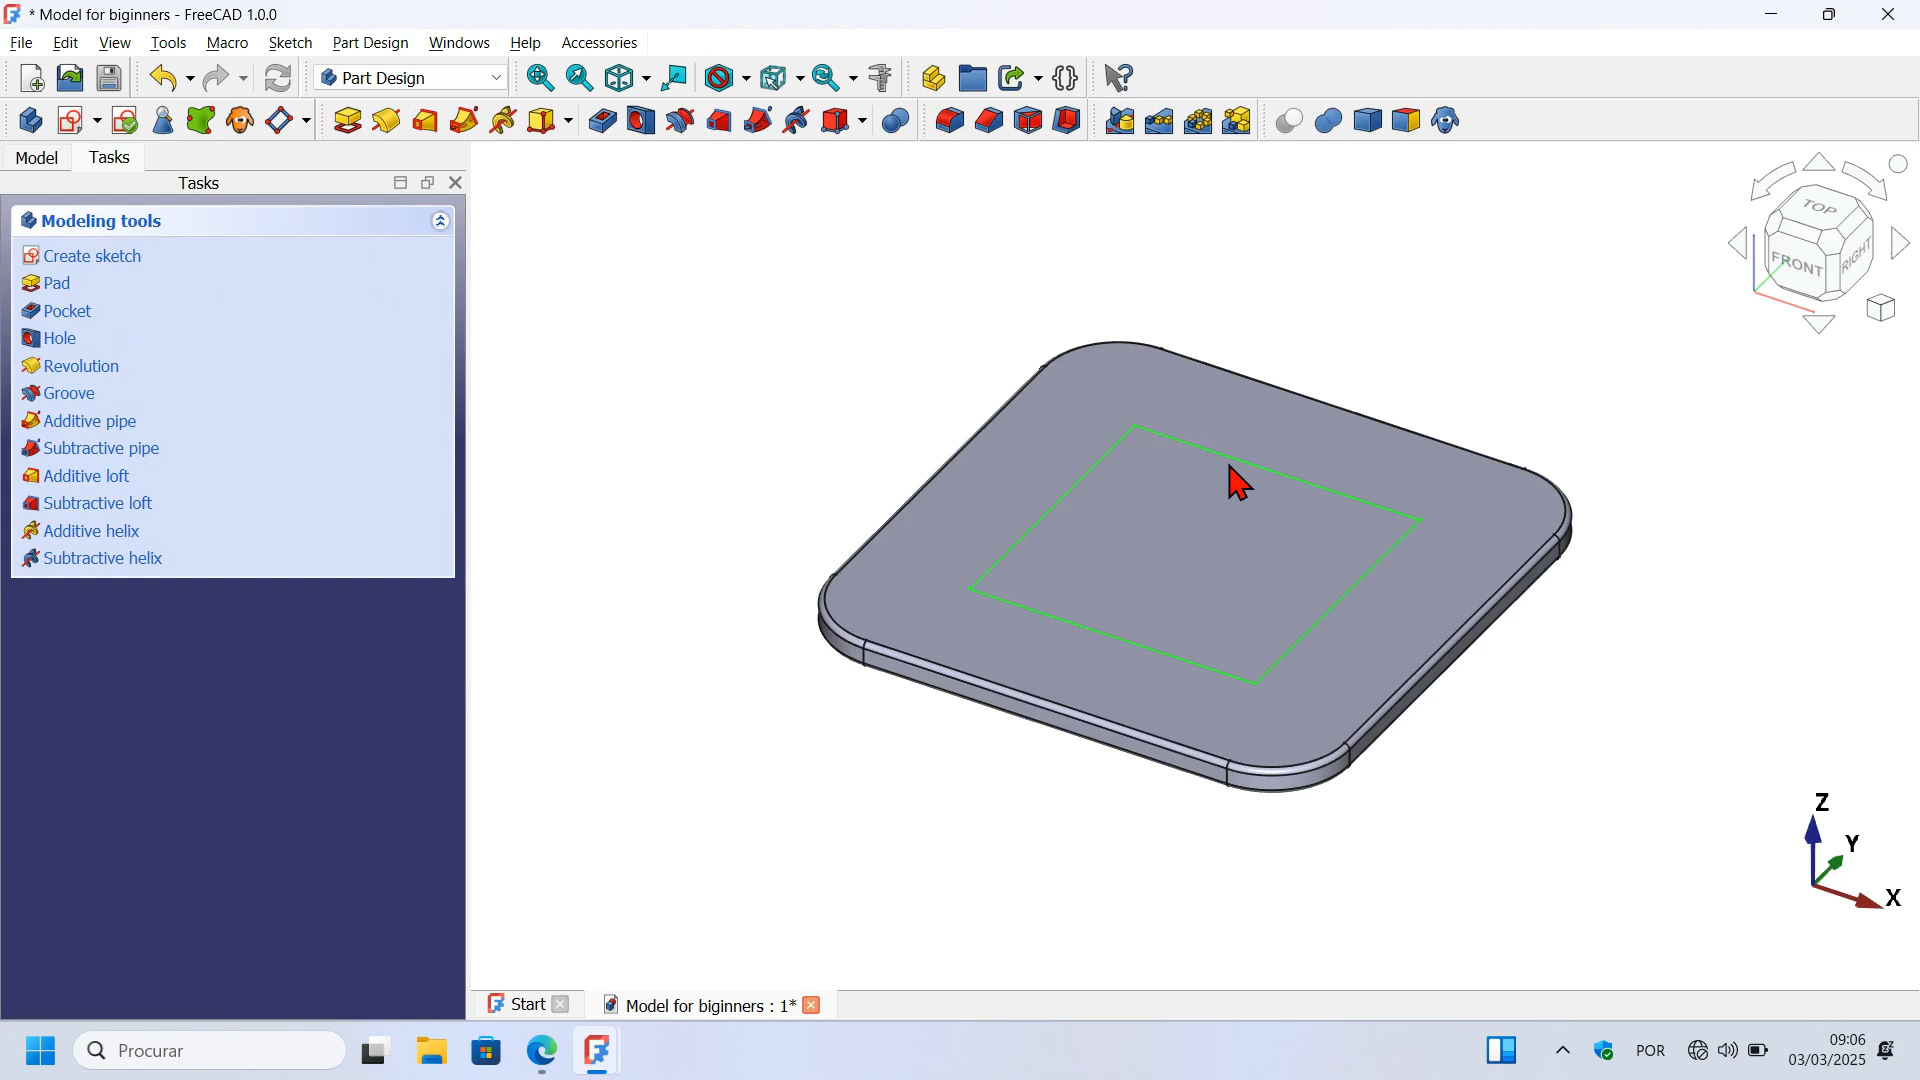 * Model for biginners - FreeCAD 1.0.0
File Edit View Tools Macro Sketch Part Design Windows Help Accessories
Part Design
Model Tasks
Tasks
Modeling tools
Create sketch
Pad
Pocket
Hole
Revolution
Groove
Additive pipe
Subtractive pipe
Additive loft
Subtractive loft
Additive helix
Subtractive helix
TOP
FRONT
RIGHT
Z
Y
X
Start
Model for biginners : 1*
Procurar
POR
09:06
03/03/2025